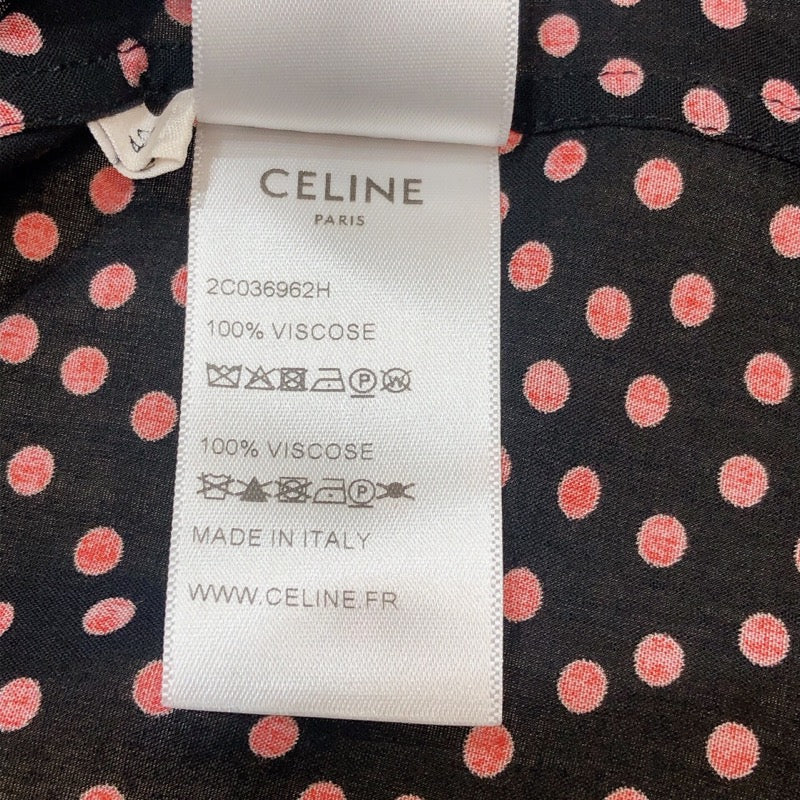 CELINE
PARIS
2C036962H
100% VISCOSE
P W
100% VISCOSE
P
MADE IN ITALY
WWW.CELINE.FR